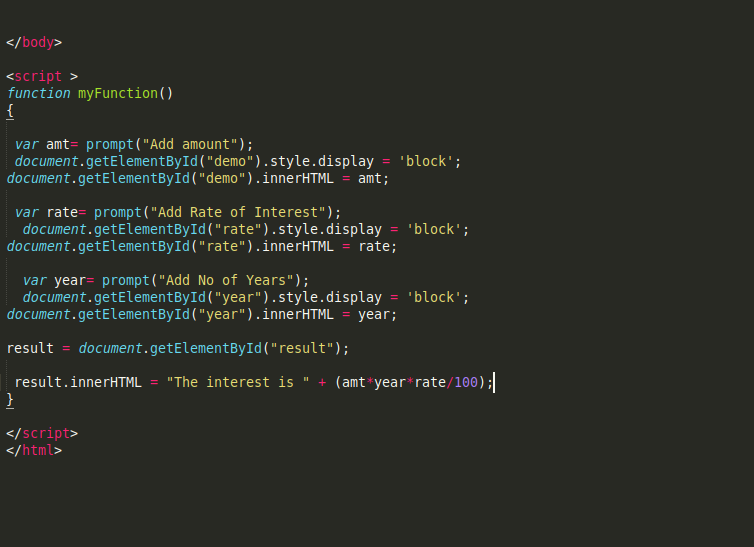 </body>
<script >
function myFunction()
{
var amt= prompt("Add amount");
document.getElementById("demo").style.display = 'block';
document.getElementById("demo").innerHTML = amt;
var rate= prompt("Add Rate of Interest");
document.getElementById("rate").style.display = 'block';
document.getElementById("rate").innerHTML = rate;
var year= prompt("Add No of Years");
document.getElementById("year").style.display = 'block';
document.getElementById("year").innerHTML = year;
result = document.getElementById("result");
result.innerHTML = "The interest is " + (amt*year*rate/100);
}
</script>
</html>